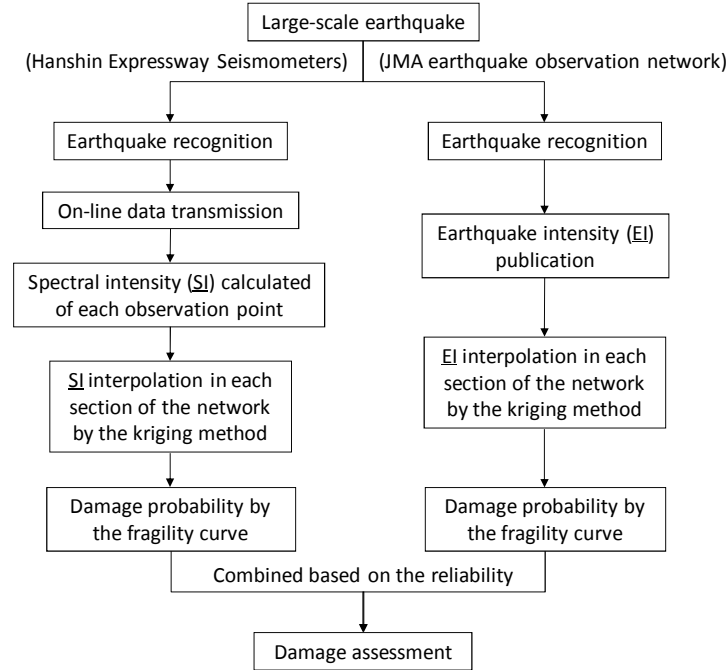 Large-scale earthquake
(Hanshin Expressway Seismometers)
(JMA earthquake observation network)
Earthquake recognition
On-line data transmission
Spectral intensity (SI) calculated
of each observation point
SI interpolation in each
section of the network
by the kriging method
Damage probability by
the fragility curve
Earthquake recognition
Earthquake intensity (EI)
publication
EI interpolation in each
section of the network
by the kriging method
Damage probability by
the fragility curve
Combined based on the reliability
Damage assessment